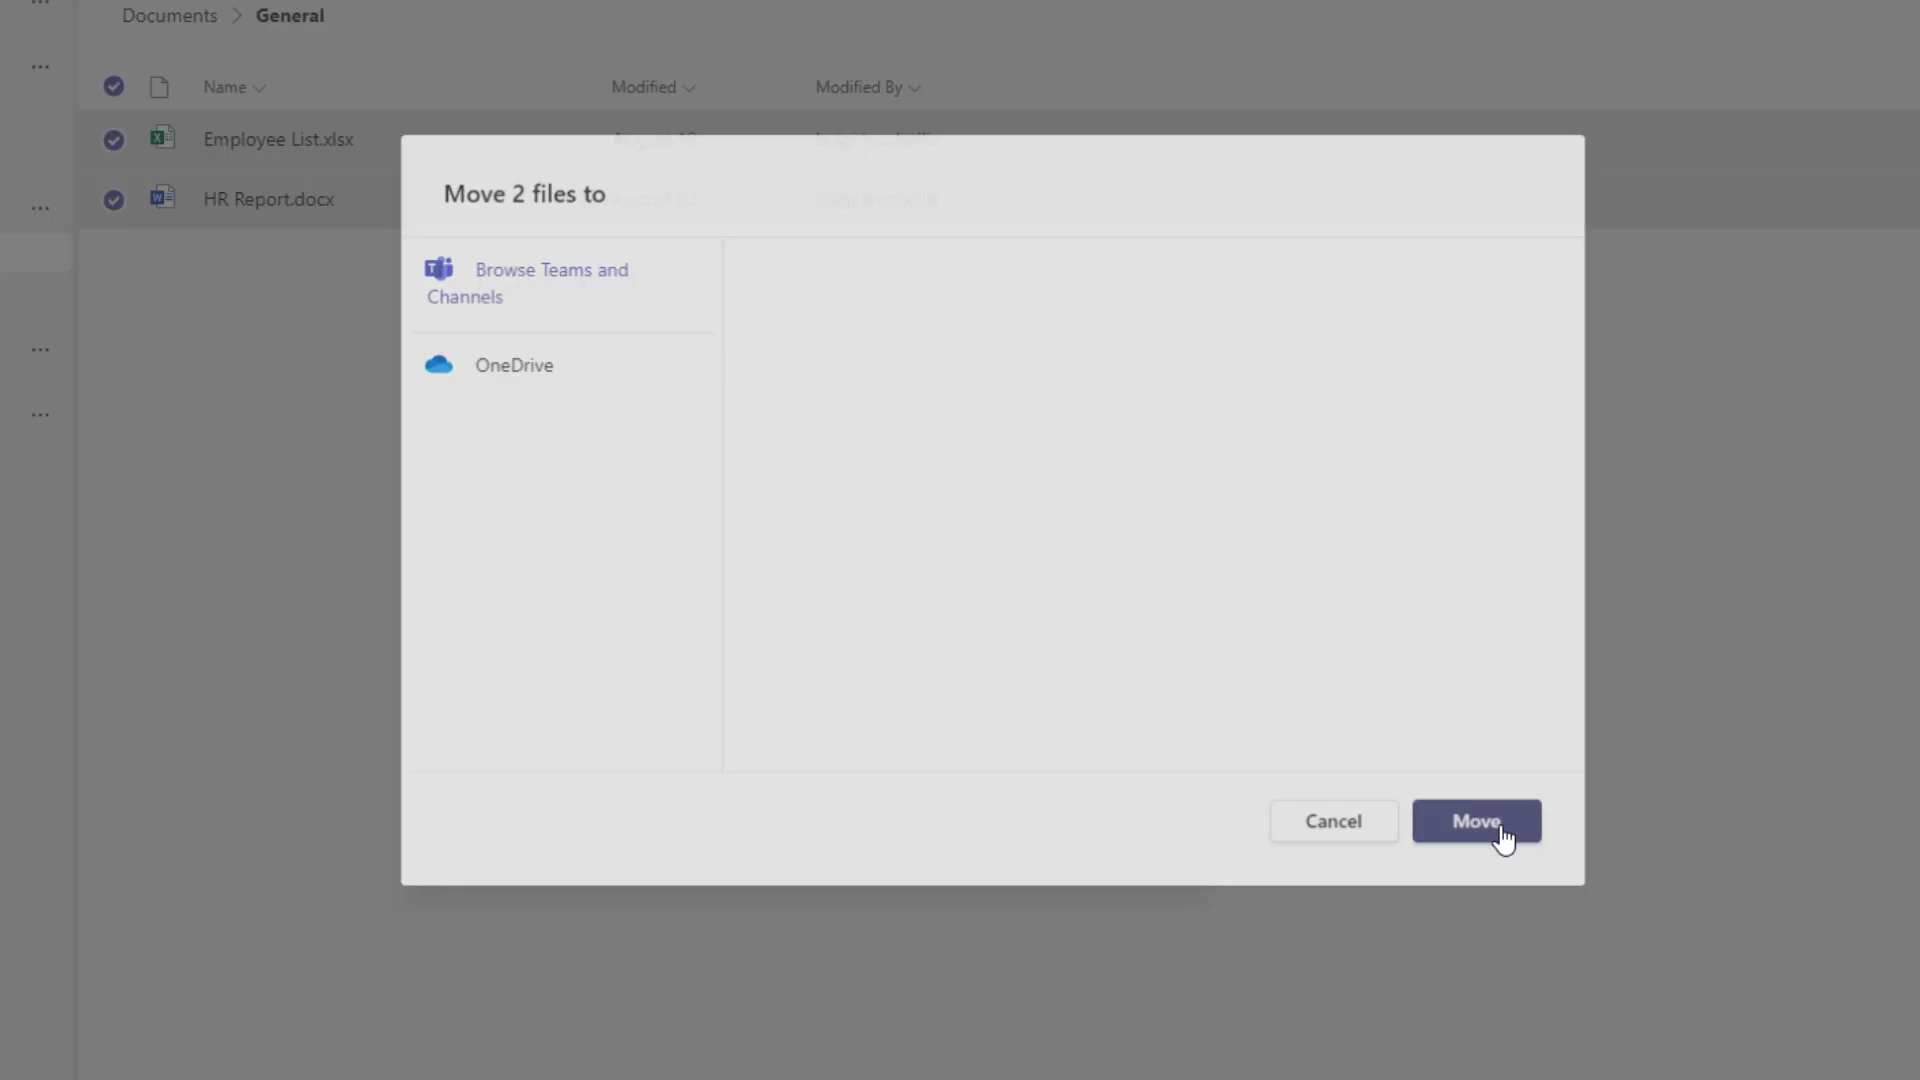 Documents > General
Name Modified Modified By
Employee List.xlsx
HR Report.docx
Move 2 files to
Browse Teams and
Channels
OneDrive
Cancel Move